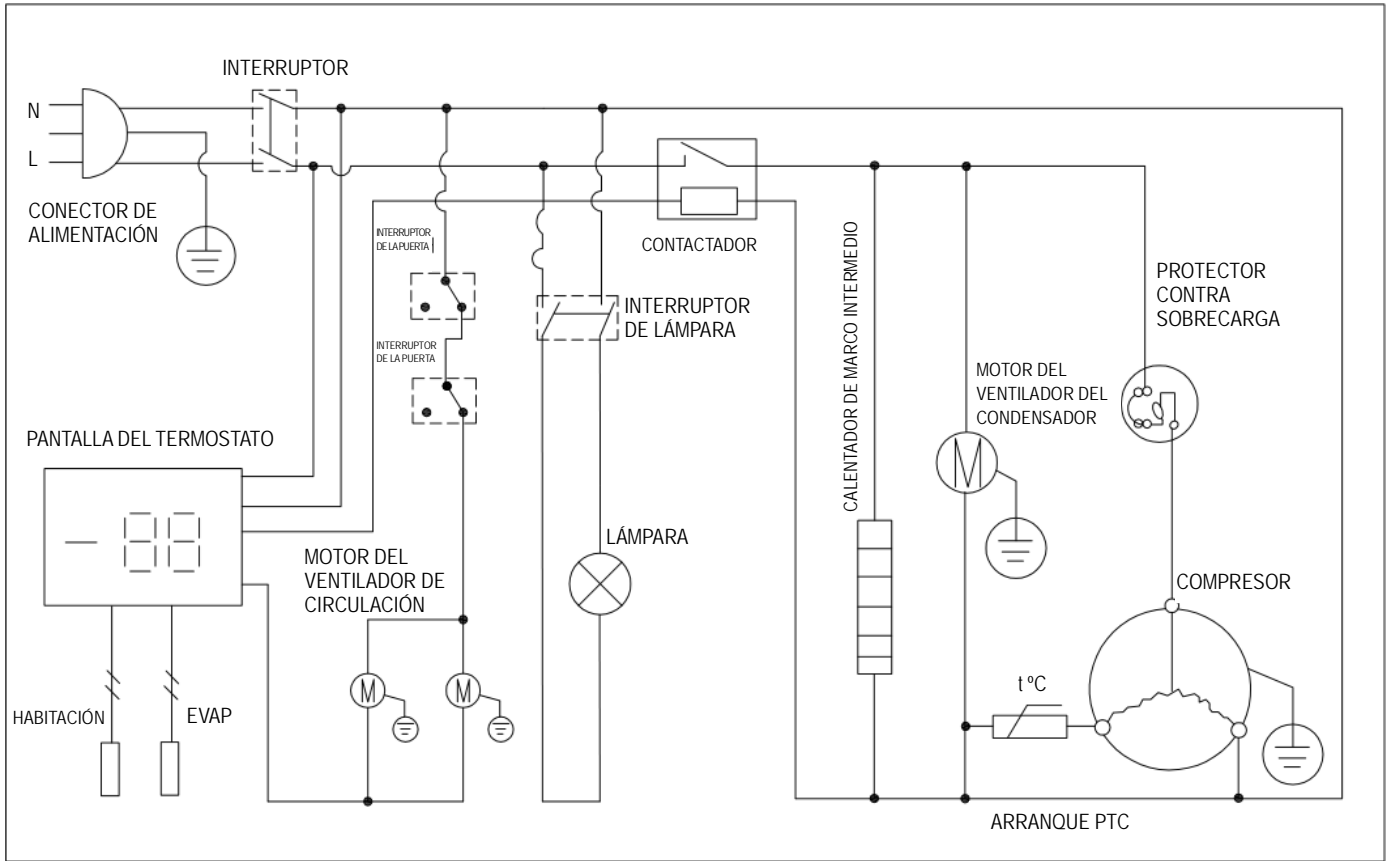 INTERRUPTOR
N
L
CONECTOR DE
ALIMENTACIÓN
INTERRUPTOR
DE LA PUERTA
INTERRUPTOR
DE LA PUERTA
CONTACTADOR
INTERRUPTOR
DE LÁMPARA
CALENTADOR DE MARCO INTERMEDIO
PROTECTOR
CONTRA
SOBRECARGA
MOTOR DEL
VENTILADOR DEL
CONDENSADOR
M
PANTALLA DEL TERMOSTATO
MOTOR DEL
VENTILADOR DE
CIRCULACIÓN
LÁMPARA
COMPRESOR
M
M
HABITACIÓN
EVAP
t ºC
ARRANQUE PTC